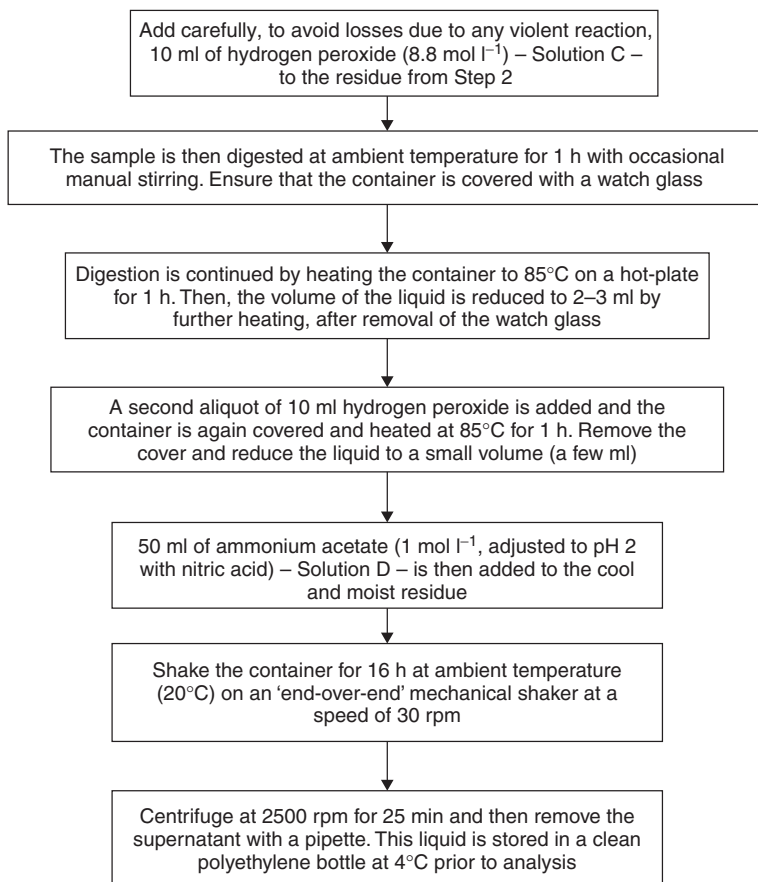 Add carefully, to avoid losses due to any violent reaction,
10 ml of hydrogen peroxide (8.8 mol l⁻¹) – Solution C –
to the residue from Step 2
The sample is then digested at ambient temperature for 1 h with occasional
manual stirring. Ensure that the container is covered with a watch glass
Digestion is continued by heating the container to 85°C on a hot-plate
for 1 h. Then, the volume of the liquid is reduced to 2–3 ml by
further heating, after removal of the watch glass
A second aliquot of 10 ml hydrogen peroxide is added and the
container is again covered and heated at 85°C for 1 h. Remove the
cover and reduce the liquid to a small volume (a few ml)
50 ml of ammonium acetate (1 mol l⁻¹, adjusted to pH 2
with nitric acid) – Solution D – is then added to the cool
and moist residue
Shake the container for 16 h at ambient temperature
(20°C) on an ‘end-over-end’ mechanical shaker at a
speed of 30 rpm
Centrifuge at 2500 rpm for 25 min and then remove the
supernatant with a pipette. This liquid is stored in a clean
polyethylene bottle at 4°C prior to analysis